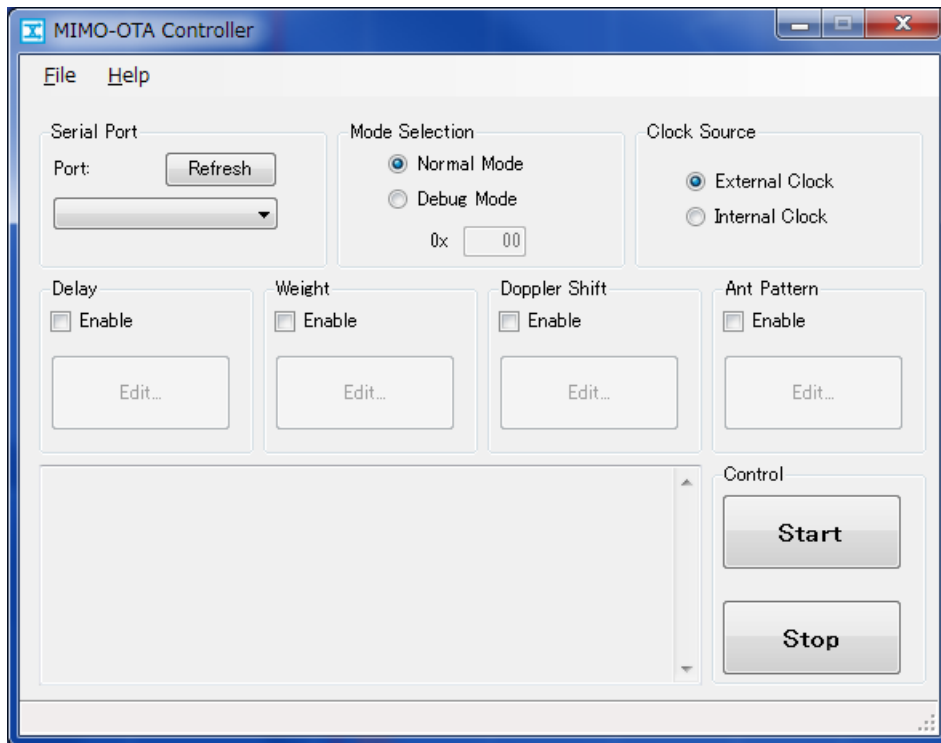 MIMO-OTA Controller
File Help
Serial Port
Port: Refresh
Mode Selection
Normal Mode
Debug Mode
0x 00
Clock Source
External Clock
Internal Clock
Delay
Enable
Edit...
Weight
Enable
Edit...
Doppler Shift
Enable
Edit...
Ant Pattern
Enable
Edit...
Control
Start
Stop